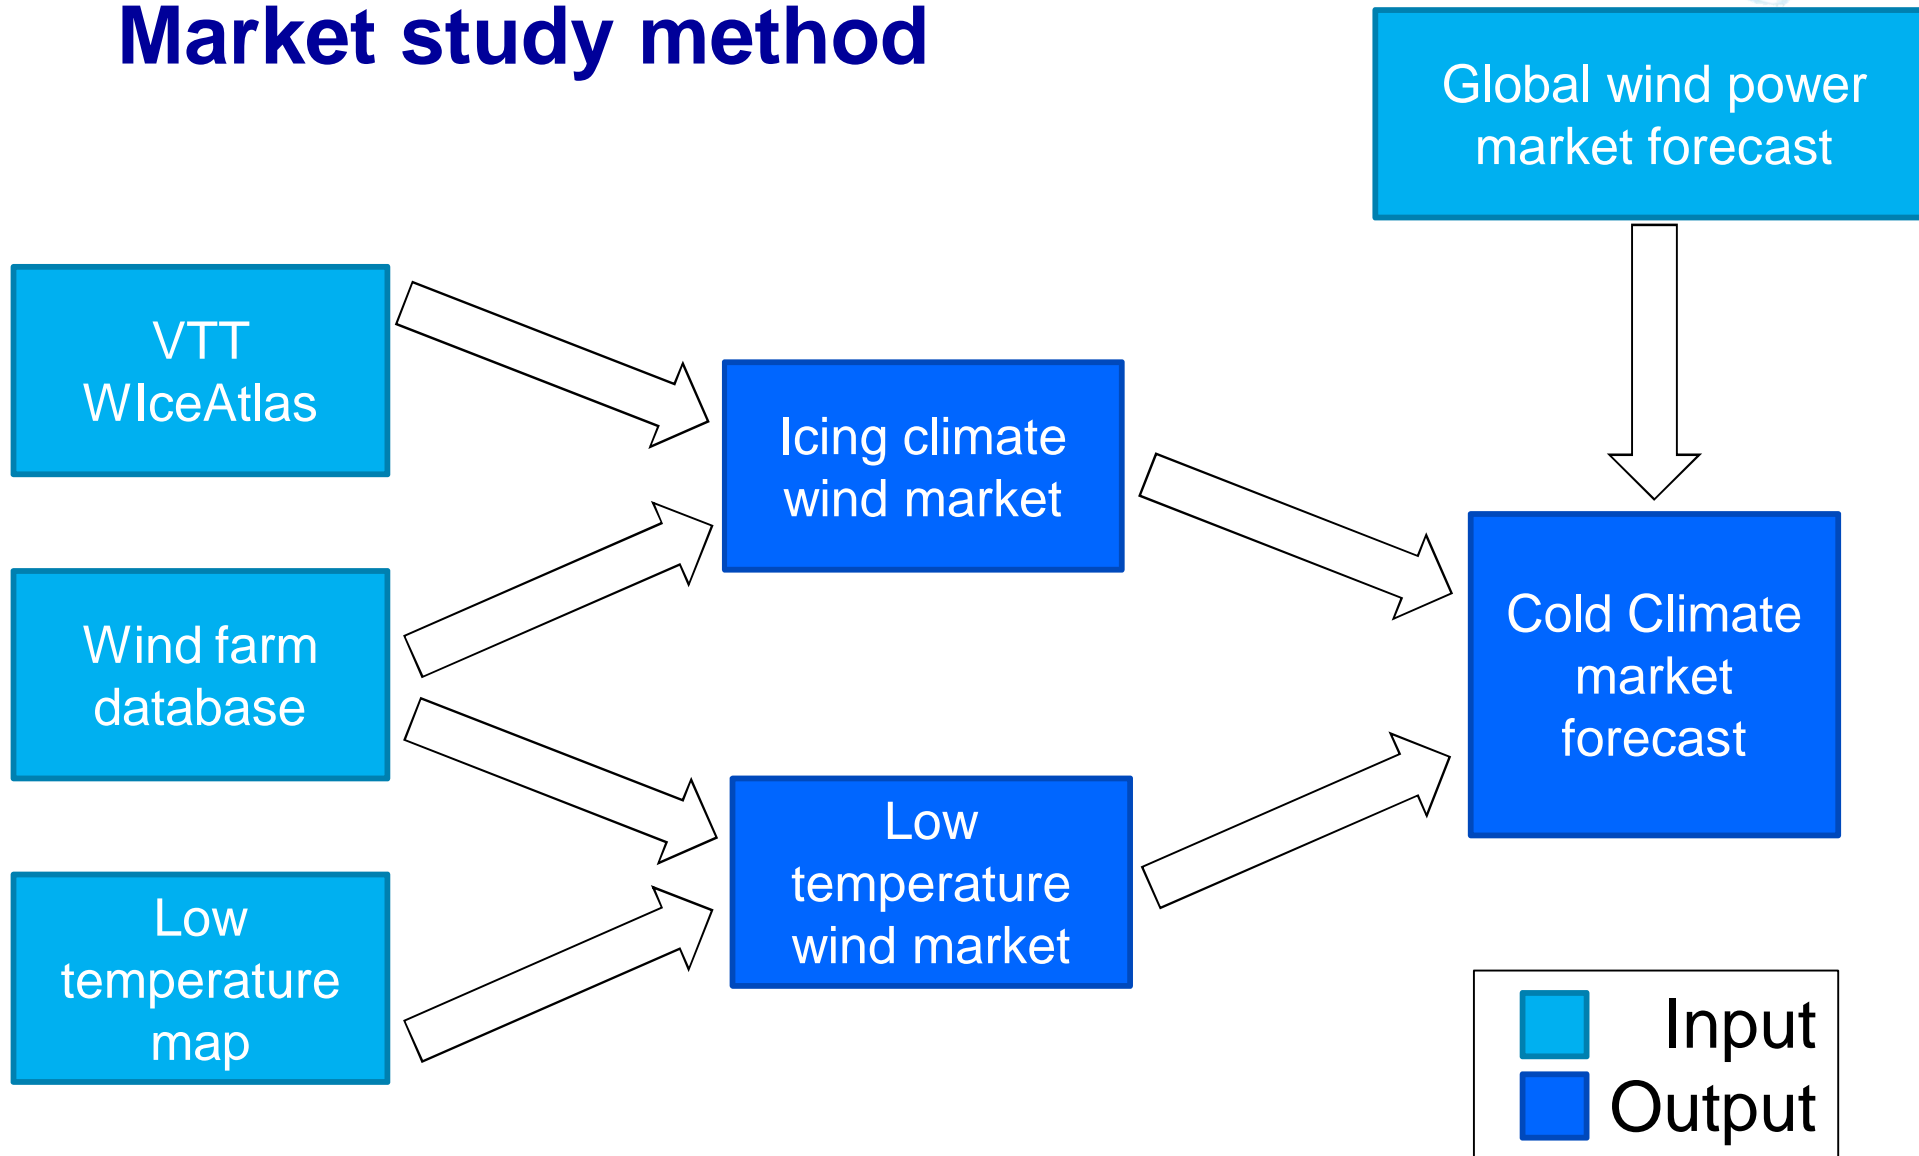 Market study method
Global wind power
market forecast
VTT
WIceAtlas
Icing climate
wind market
Wind farm
database
Cold Climate
market
forecast
Low
temperature
wind market
Low
temperature
map
Input
Output